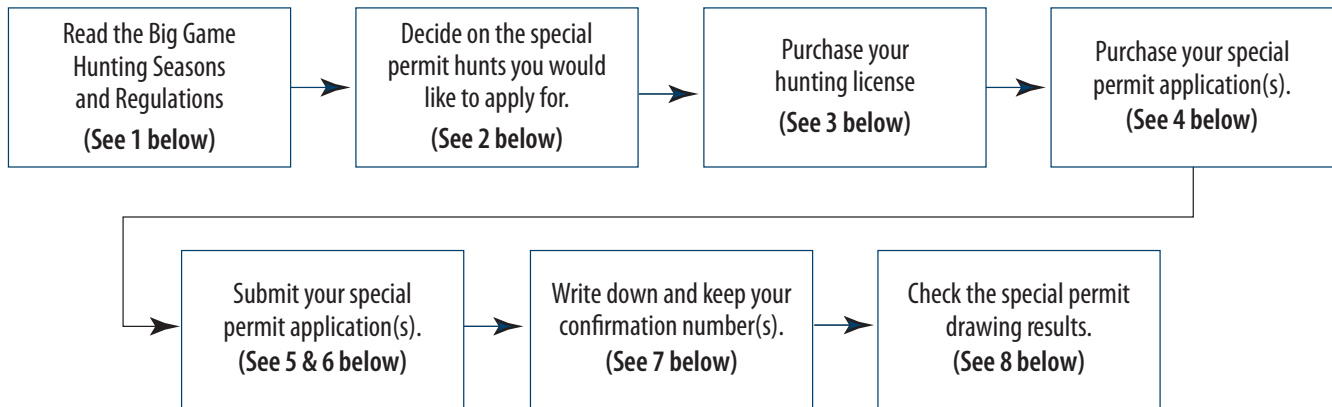 Read the Big Game
Hunting Seasons
and Regulations
(See 1 below)
Decide on the special
permit hunts you would
like to apply for.
(See 2 below)
Purchase your
hunting license
(See 3 below)
Purchase your special
permit application(s).
(See 4 below)
Submit your special
permit application(s).
(See 5 & 6 below)
Write down and keep your
confirmation number(s).
(See 7 below)
Check the special permit
drawing results.
(See 8 below)